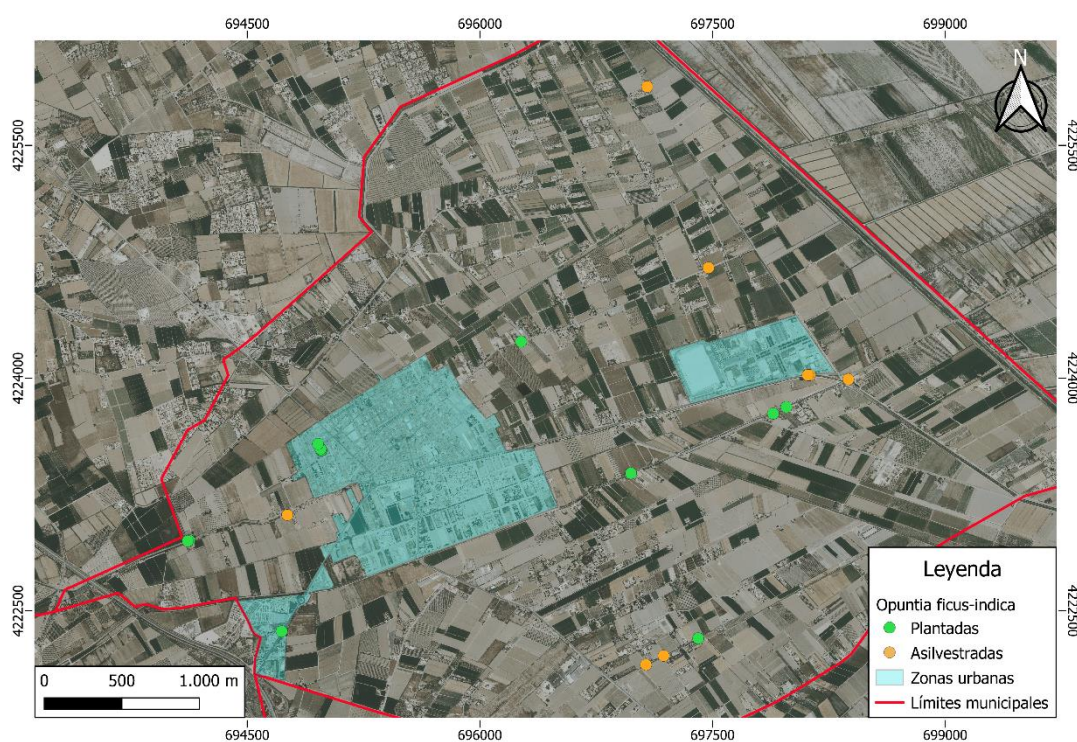 694500 696000 697500 699000
N
4225500 4225500
4224000 4224000
4222500 4222500
Leyenda
Opuntia ficus-indica
Plantadas
Asilvestradas
Zonas urbanas
Límites municipales
0 500 1.000 m
694500 696000 697500 699000